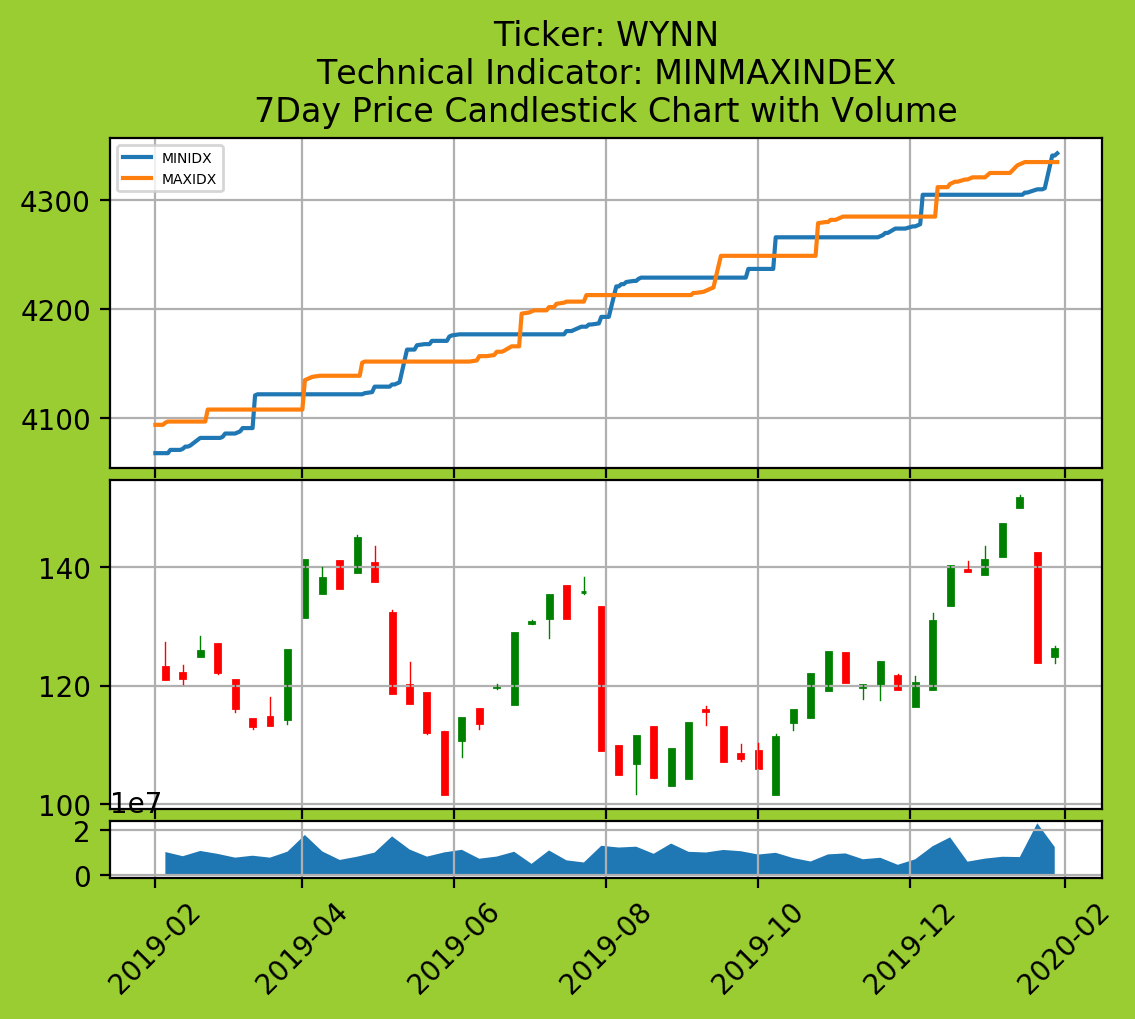 Ticker: WYNN
Technical Indicator: MINMAXINDEX
7Day Price Candlestick Chart with Volume
MINIDX
MAXIDX
4300
4200
4100
140
120
100
1e7
2
0
2019-02
2019-04
2019-06
2019-08
2019-10
2019-12
2020-02